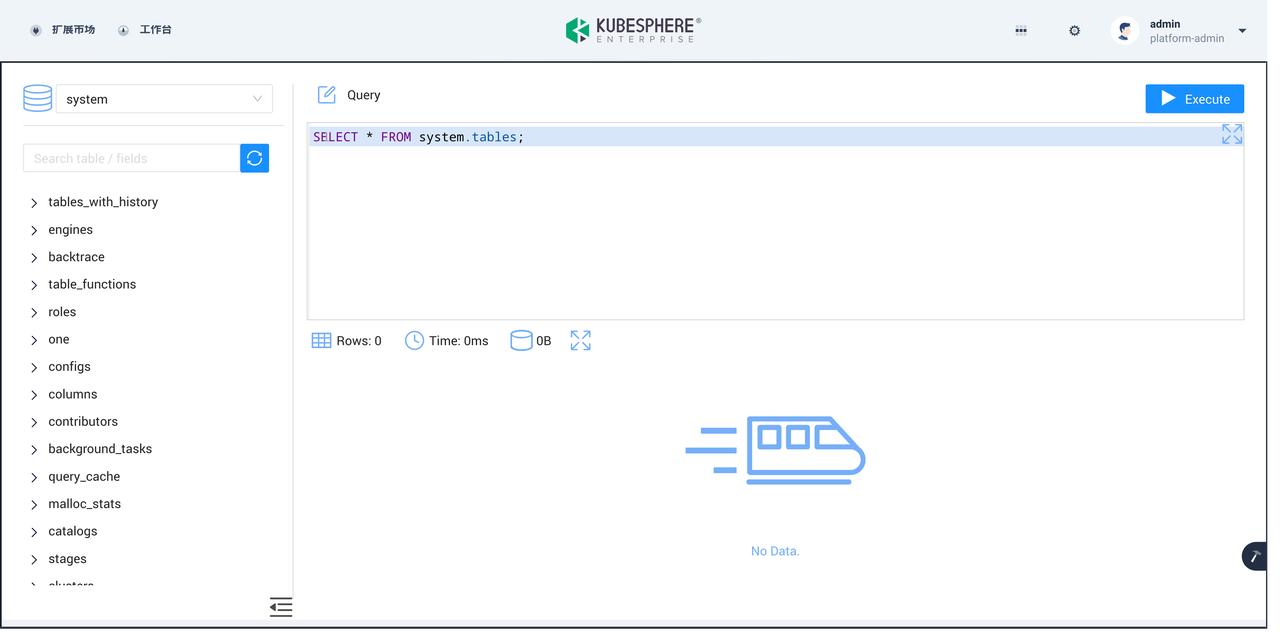 扩展市场
工作台
KUBESPHERE®
ENTERPRISE
admin
platform-admin
system
Search table / fields
tables_with_history
engines
backtrace
table_functions
roles
one
configs
columns
contributors
background_tasks
query_cache
malloc_stats
catalogs
stages
clusters
Query
Execute
SELECT * FROM system.tables;
Rows: 0
Time: 0ms
0B
No Data.